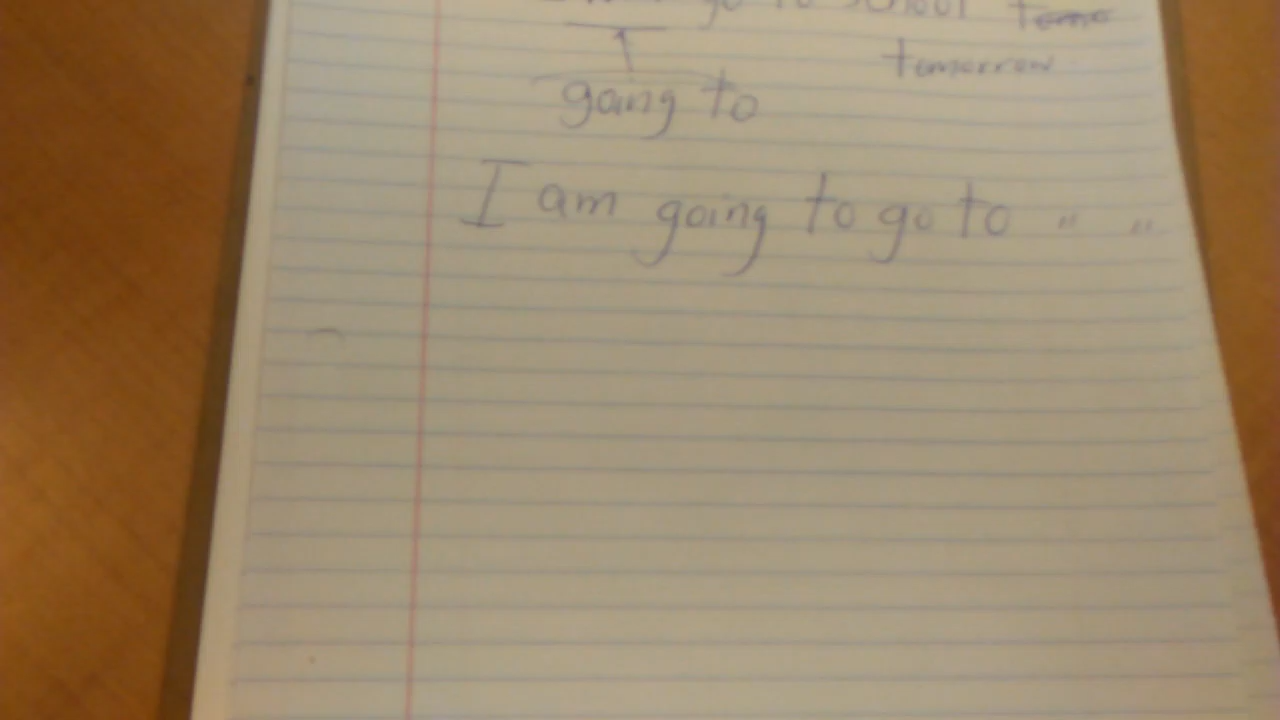 go to school
tomorrow
going to
I am going to go to " "